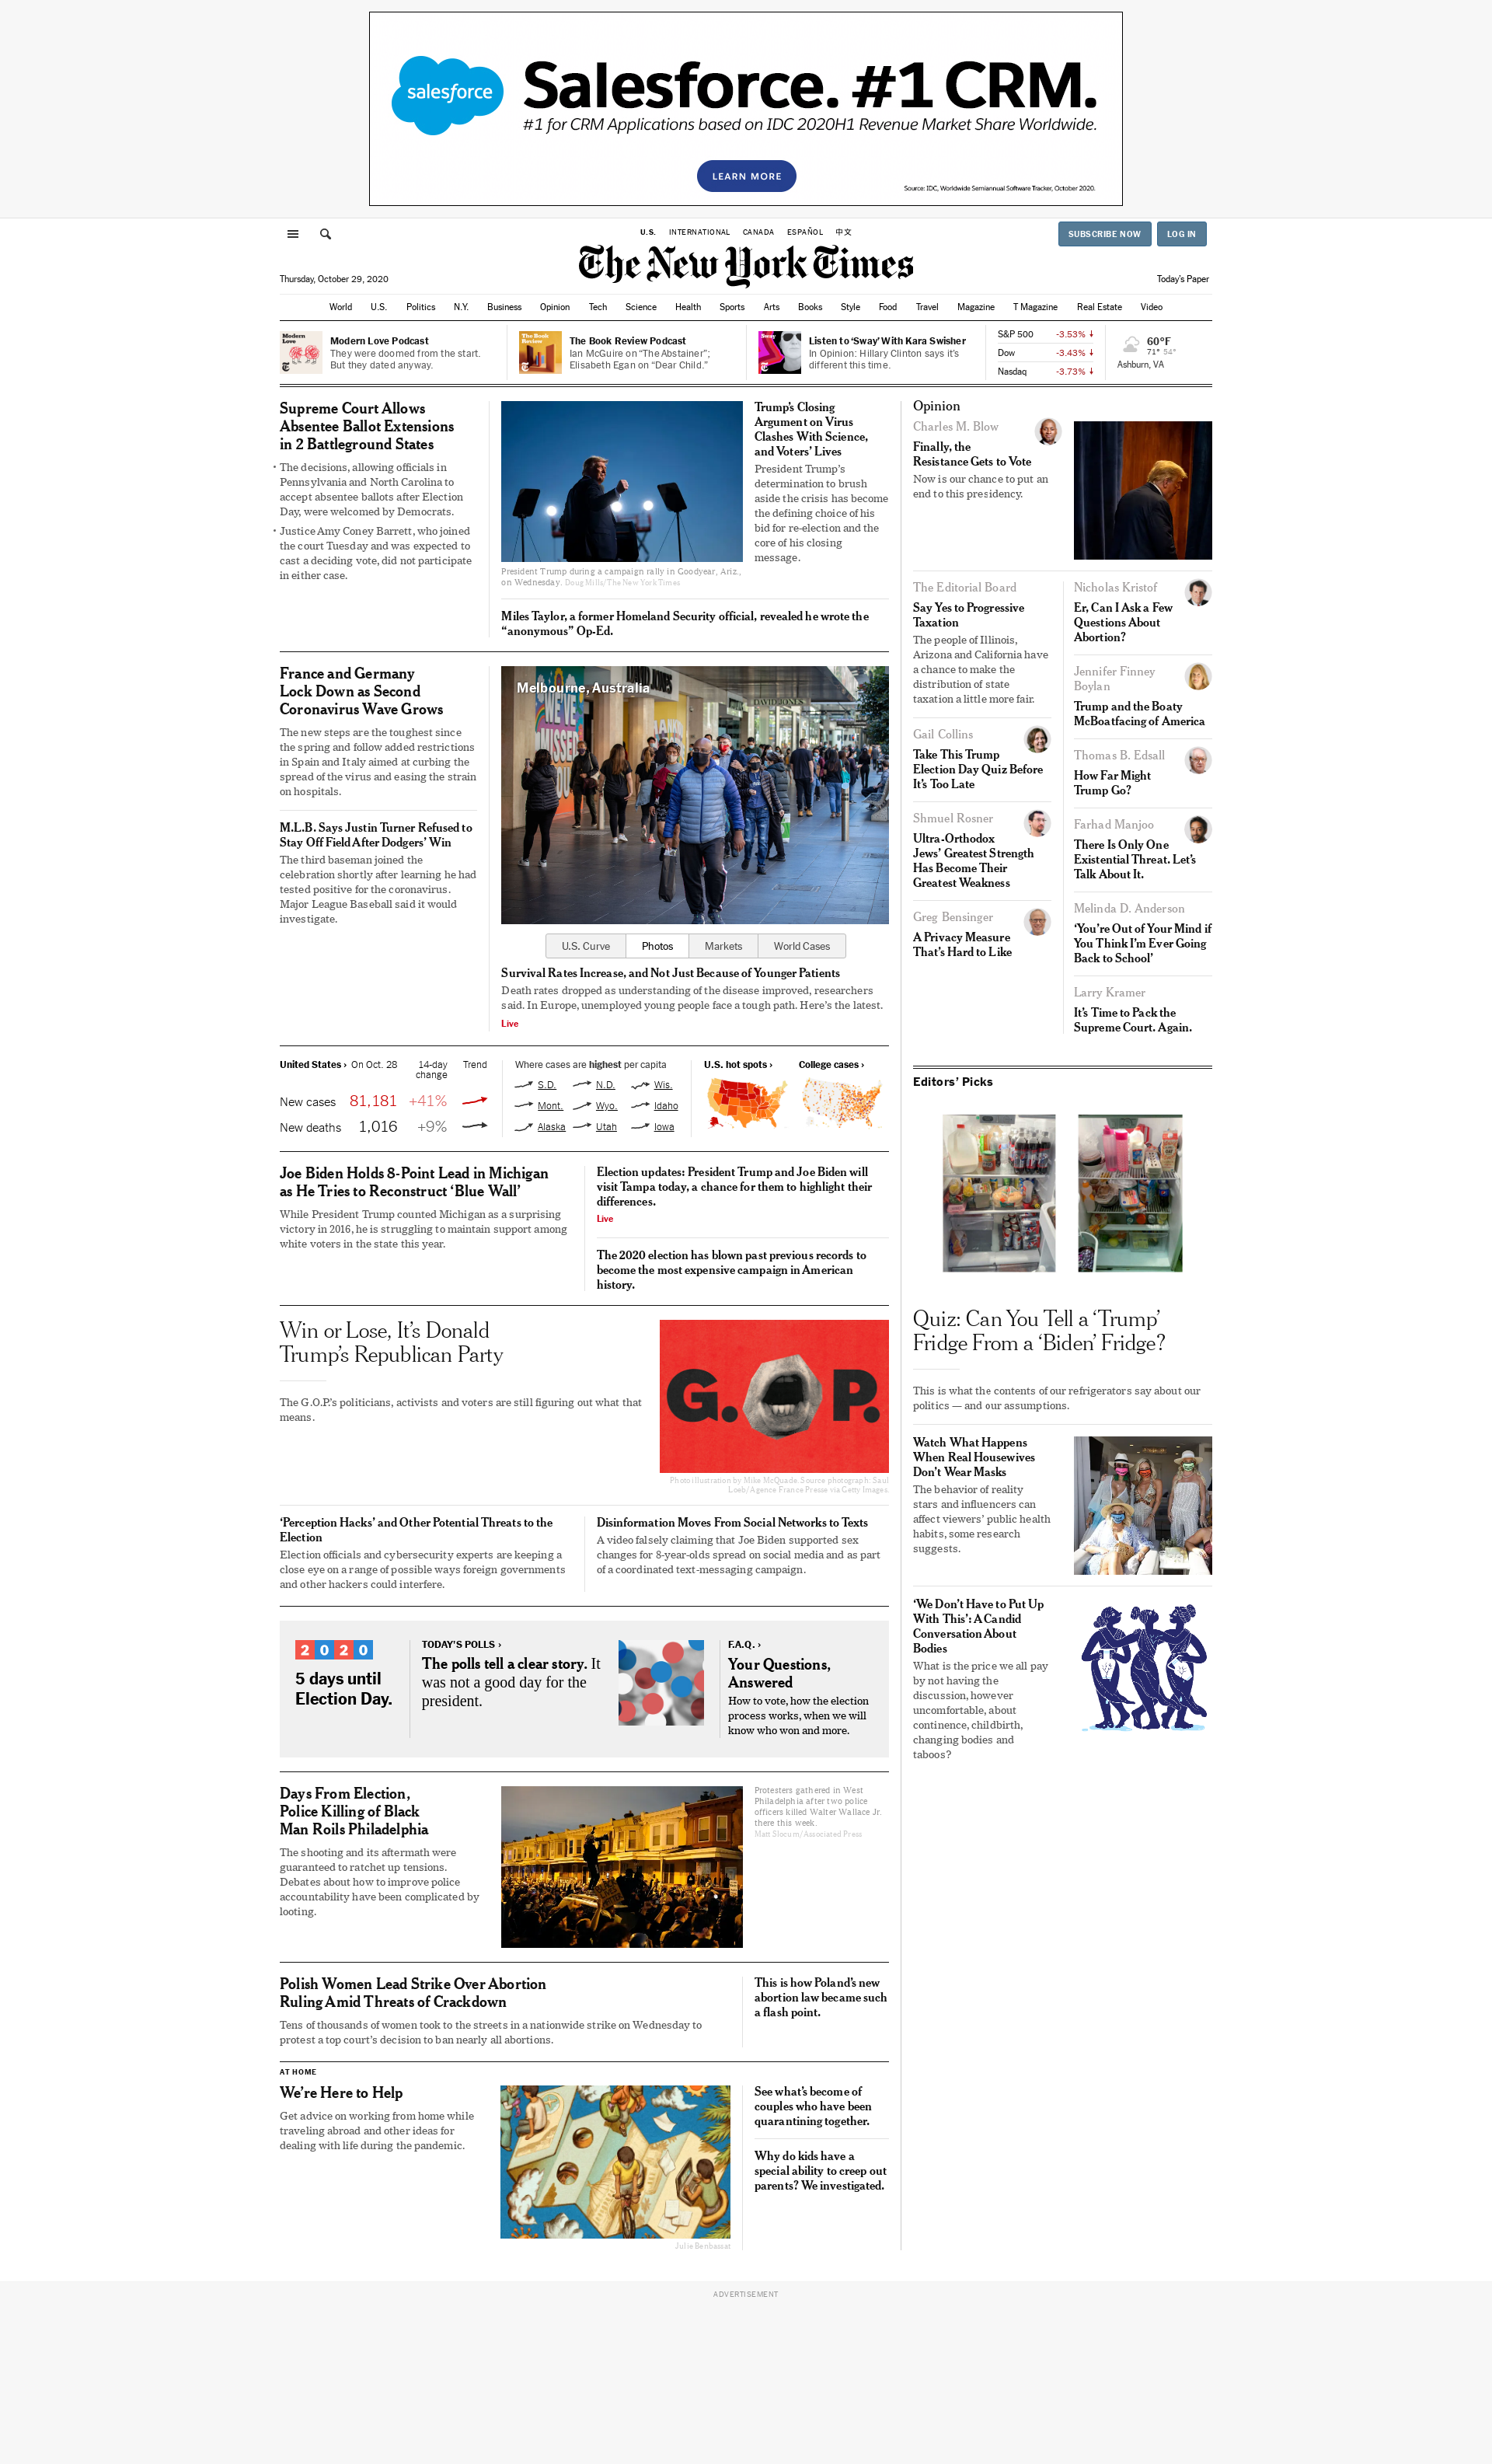 salesforce
Salesforce. #1 CRM.
#1 for CRM Applications based on IDC 2020H1 Revenue Market Share Worldwide.
LEARN MORE
Source: IDC, Worldwide Semiannual Software Tracker, October 2020.
U.S. INTERNATIONAL CANADA ESPAÑOL 中文
SUBSCRIBE NOW LOG IN
The New York Times
Thursday, October 29, 2020
Today's Paper
World U.S. Politics N.Y. Business Opinion Tech Science Health Sports Arts Books Style Food Travel Magazine T Magazine Real Estate Video
Modern Love
Modern Love Podcast
They were doomed from the start.
But they dated anyway.
The Book Review
The Book Review Podcast
Ian McGuire on “The Abstainer”;
Elisabeth Egan on “Dear Child.”
Sway
Listen to ‘Sway’ With Kara Swisher
In Opinion: Hillary Clinton says it’s
different this time.
S&P 500 -3.53%
Dow -3.43%
Nasdaq -3.73%
60°F
71° 54°
Ashburn, VA
Supreme Court Allows
Absentee Ballot Extensions
in 2 Battleground States
• The decisions, allowing officials in
Pennsylvania and North Carolina to
accept absentee ballots after Election
Day, were welcomed by Democrats.
• Justice Amy Coney Barrett, who joined
the court Tuesday and was expected to
cast a deciding vote, did not participate
in either case.
President Trump during a campaign rally in Goodyear, Ariz.,
on Wednesday. Doug Mills/The New York Times
Trump’s Closing
Argument on Virus
Clashes With Science,
and Voters’ Lives
President Trump’s
determination to brush
aside the crisis has become
the defining choice of his
bid for re-election and the
core of his closing
message.
Miles Taylor, a former Homeland Security official, revealed he wrote the
“anonymous” Op-Ed.
France and Germany
Lock Down as Second
Coronavirus Wave Grows
The new steps are the toughest since
the spring and follow added restrictions
in Spain and Italy aimed at curbing the
spread of the virus and easing the strain
on hospitals.
M.L.B. Says Justin Turner Refused to
Stay Off Field After Dodgers’ Win
The third baseman joined the
celebration shortly after learning he had
tested positive for the coronavirus.
Major League Baseball said it would
investigate.
Melbourne, Australia
U.S. Curve Photos Markets World Cases
Survival Rates Increase, and Not Just Because of Younger Patients
Death rates dropped as understanding of the disease improved, researchers
said. In Europe, unemployed young people face a tough path. Here’s the latest.
Live
United States › On Oct. 28 14-day change Trend
New cases 81,181 +41%
New deaths 1,016 +9%
Where cases are highest per capita
S.D. N.D. Wis.
Mont. Wyo. Idaho
Alaska Utah Iowa
U.S. hot spots › College cases ›
Joe Biden Holds 8-Point Lead in Michigan
as He Tries to Reconstruct ‘Blue Wall’
While President Trump counted Michigan as a surprising
victory in 2016, he is struggling to maintain support among
white voters in the state this year.
Election updates: President Trump and Joe Biden will
visit Tampa today, a chance for them to highlight their
differences.
Live
The 2020 election has blown past previous records to
become the most expensive campaign in American
history.
Win or Lose, It’s Donald
Trump’s Republican Party
The G.O.P.’s politicians, activists and voters are still figuring out what that
means.
G.O.P.
Photo illustration by Mike McQuade. Source photograph: Saul
Loeb/Agence France-Presse via Getty Images.
‘Perception Hacks’ and Other Potential Threats to the
Election
Election officials and cybersecurity experts are keeping a
close eye on a range of possible ways foreign governments
and other hackers could interfere.
Disinformation Moves From Social Networks to Texts
A video falsely claiming that Joe Biden supported sex
changes for 8-year-olds spread on social media and as part
of a coordinated text-messaging campaign.
2020
5 days until
Election Day.
TODAY’S POLLS ›
The polls tell a clear story. It
was not a good day for the
president.
F.A.Q. ›
Your Questions,
Answered
How to vote, how the election
process works, when we will
know who won and more.
Days From Election,
Police Killing of Black
Man Roils Philadelphia
The shooting and its aftermath were
guaranteed to ratchet up tensions.
Debates about how to improve police
accountability have been complicated by
looting.
Protesters gathered in West
Philadelphia after two police
officers killed Walter Wallace Jr.
there this week.
Matt Slocum/Associated Press
Polish Women Lead Strike Over Abortion
Ruling Amid Threats of Crackdown
Tens of thousands of women took to the streets in a nationwide strike on Wednesday to
protest a top court’s decision to ban nearly all abortions.
This is how Poland’s new
abortion law became such
a flash point.
AT HOME
We’re Here to Help
Get advice on working from home while
traveling abroad and other ideas for
dealing with life during the pandemic.
Julie Benbassat
See what’s become of
couples who have been
quarantining together.
Why do kids have a
special ability to creep out
parents? We investigated.
Opinion
Charles M. Blow
Finally, the
Resistance Gets to Vote
Now is our chance to put an
end to this presidency.
The Editorial Board
Say Yes to Progressive
Taxation
The people of Illinois,
Arizona and California have
a chance to make the
distribution of state
taxation a little more fair.
Gail Collins
Take This Trump
Election Day Quiz Before
It’s Too Late
Shmuel Rosner
Ultra-Orthodox
Jews’ Greatest Strength
Has Become Their
Greatest Weakness
Greg Bensinger
A Privacy Measure
That’s Hard to Like
Nicholas Kristof
Er, Can I Ask a Few
Questions About
Abortion?
Jennifer Finney
Boylan
Trump and the Boaty
McBoatfacing of America
Thomas B. Edsall
How Far Might
Trump Go?
Farhad Manjoo
There Is Only One
Existential Threat. Let’s
Talk About It.
Melinda D. Anderson
‘You’re Out of Your Mind if
You Think I’m Ever Going
Back to School’
Larry Kramer
It’s Time to Pack the
Supreme Court. Again.
Editors’ Picks
Quiz: Can You Tell a ‘Trump’
Fridge From a ‘Biden’ Fridge?
This is what the contents of our refrigerators say about our
politics — and our assumptions.
Watch What Happens
When Real Housewives
Don’t Wear Masks
The behavior of reality
stars and influencers can
affect viewers’ public health
habits, some research
suggests.
‘We Don’t Have to Put Up
With This’: A Candid
Conversation About
Bodies
What is the price we all pay
by not having the
discussion, however
uncomfortable, about
continence, childbirth,
changing bodies and
taboos?
ADVERTISEMENT